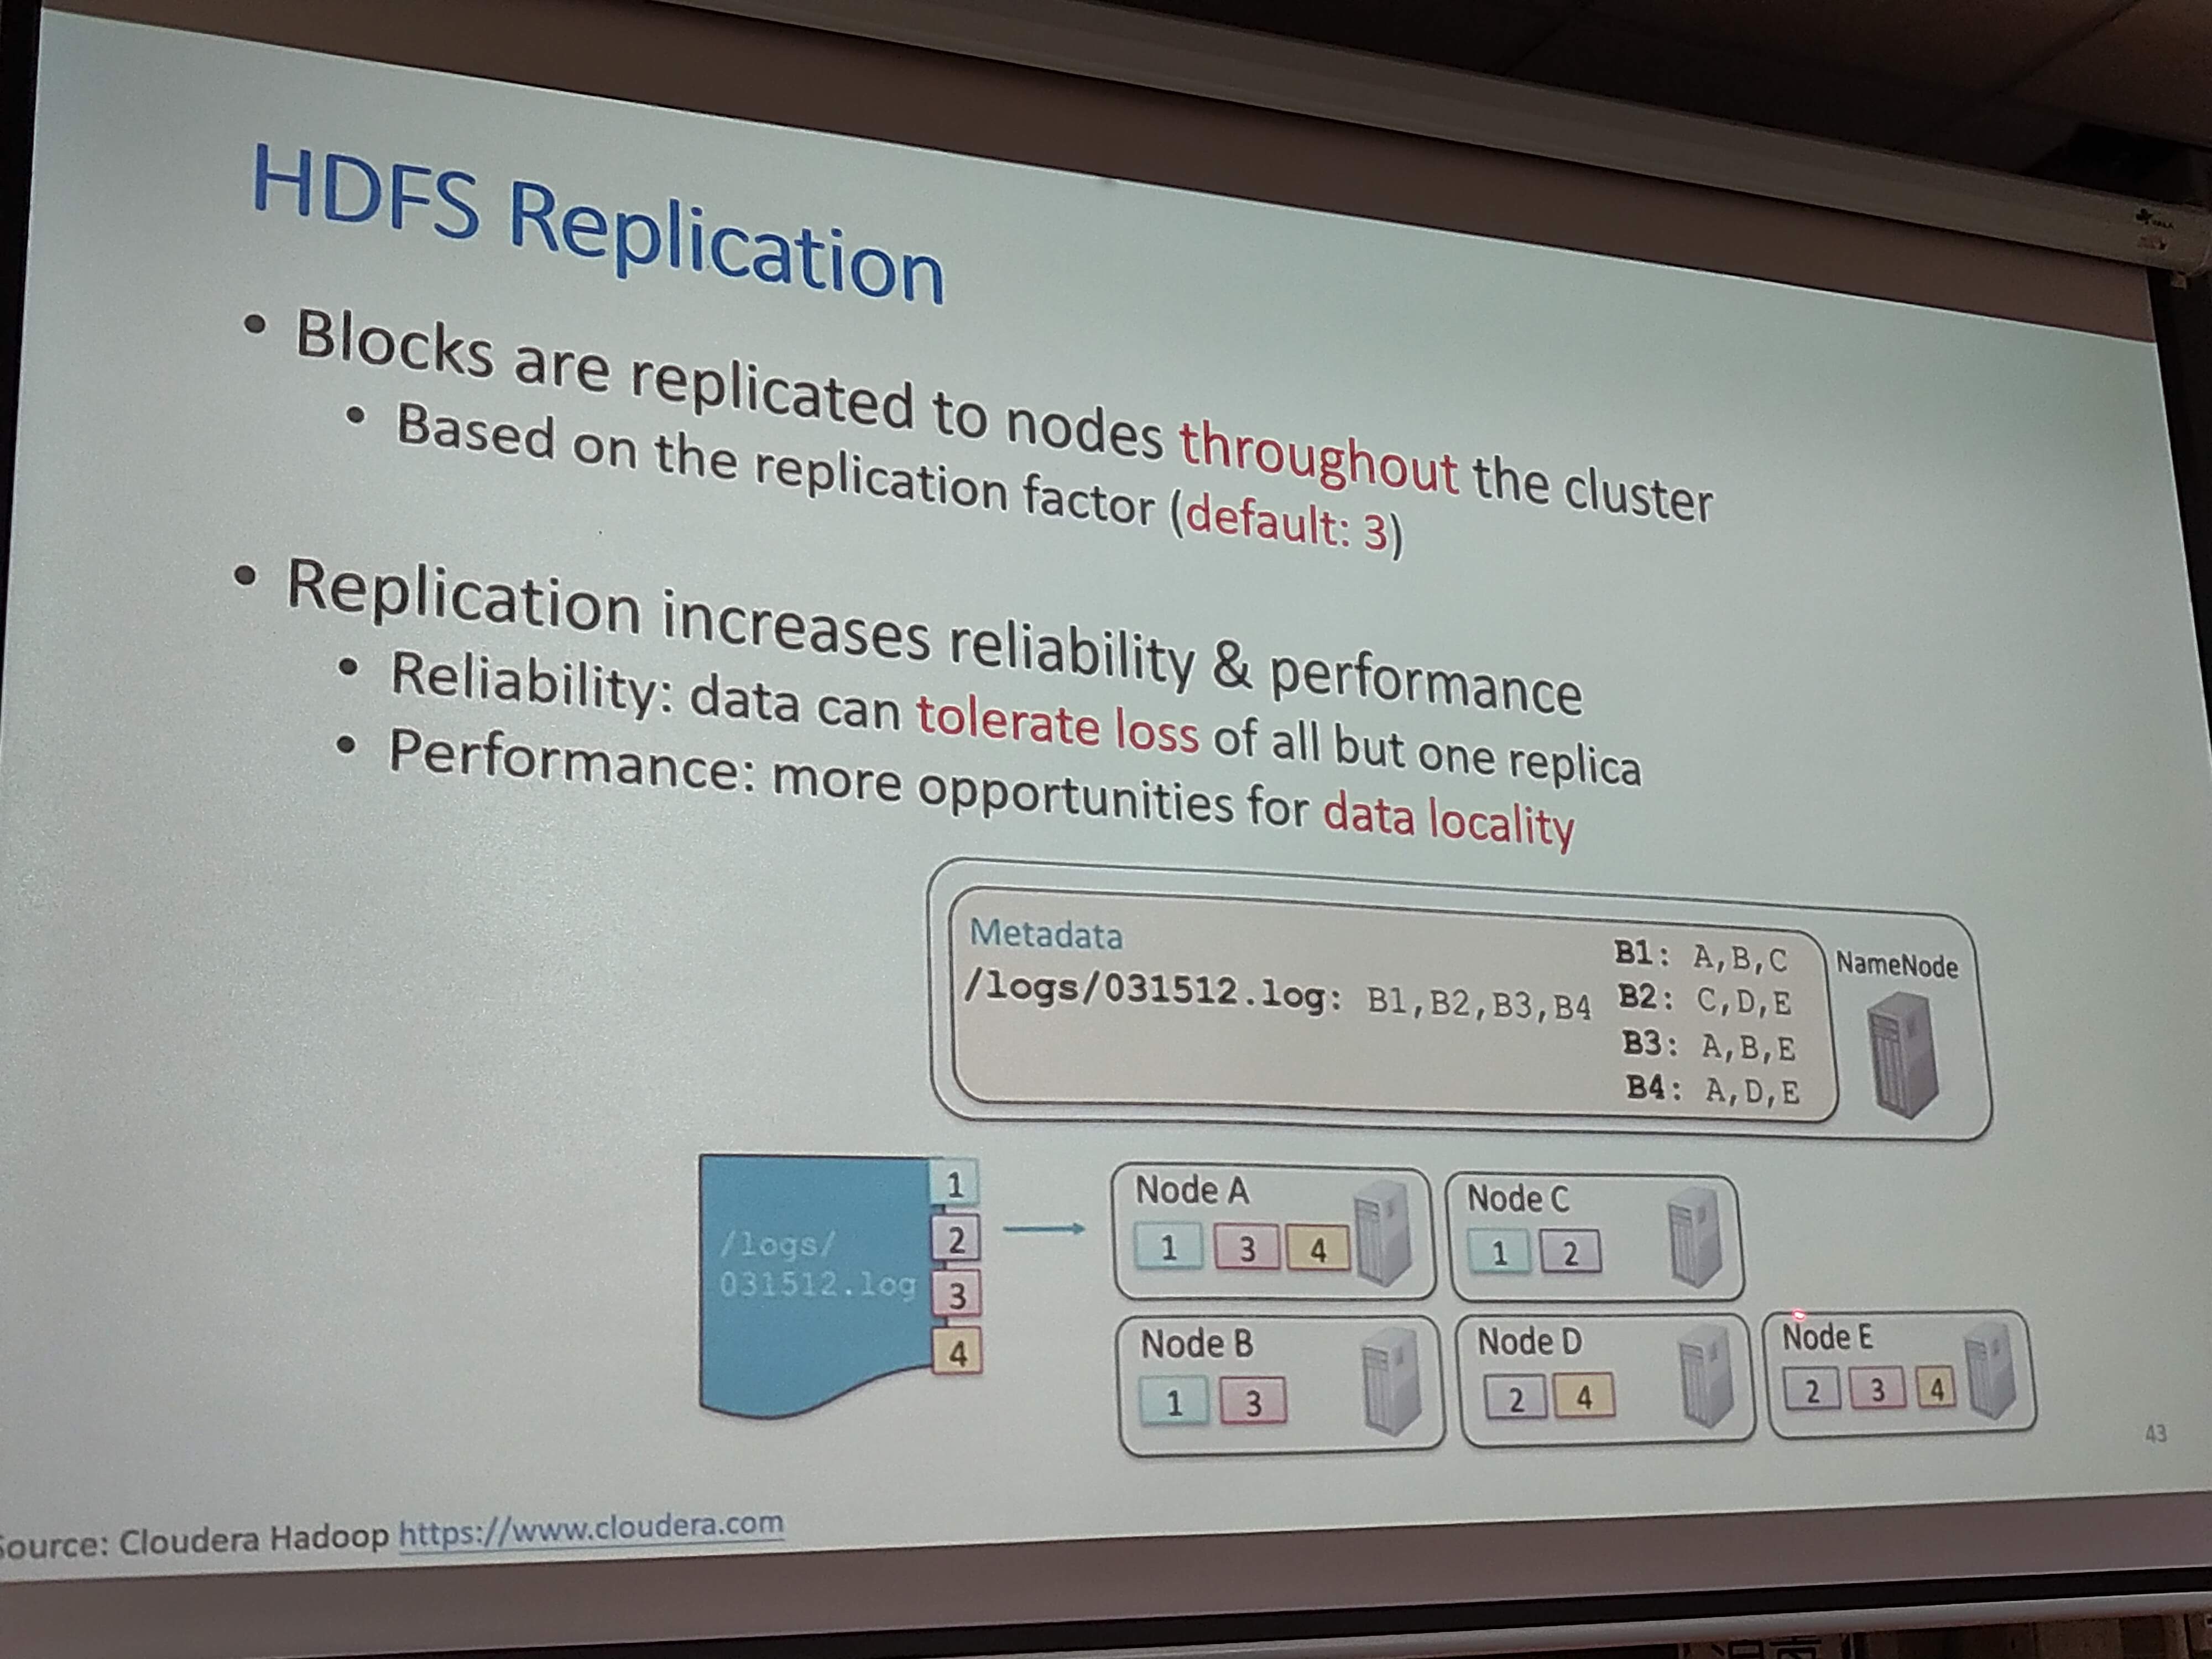 HDFS Replication
• Blocks are replicated to nodes throughout the cluster
• Based on the replication factor (default: 3)
• Replication increases reliability & performance
• Reliability: data can tolerate loss of all but one replica
• Performance: more opportunities for data locality
Metadata
/logs/031512.log: B1,B2,B3,B4
B1: A,B,C
B2: C,D,E
B3: A,B,E
B4: A,D,E
NameNode
/logs/
031512.log
1
2
3
4
Node A
1 3 4
Node C
1 2
Node B
1 3
Node D
2 4
Node E
2 3 4
43
Source: Cloudera Hadoop https://www.cloudera.com